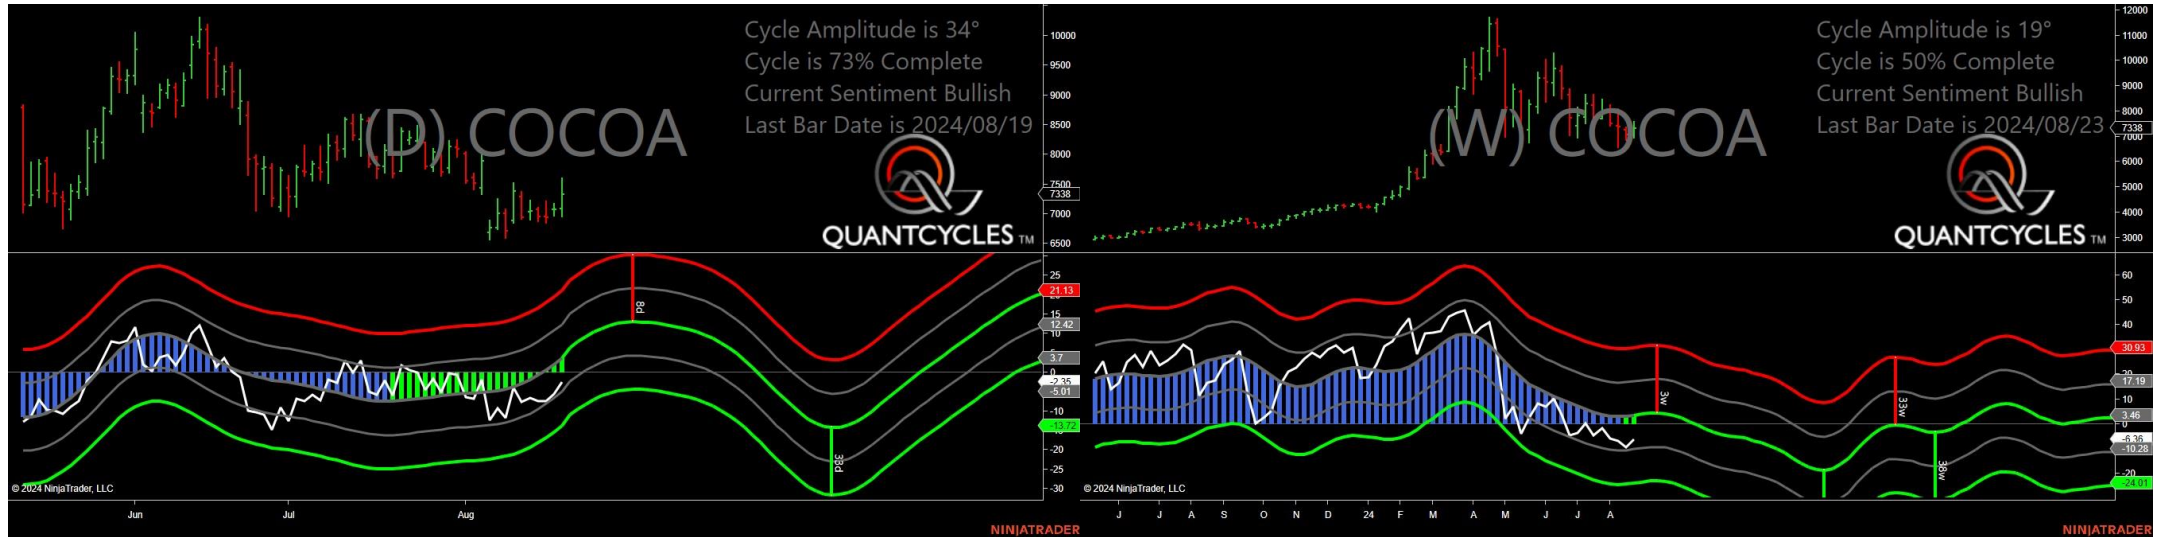 Cycle Amplitude is 34°
Cycle is 73% Complete
Current Sentiment Bullish
Last Bar Date is 2024/08/19
(D) COCOA
QUANTCYCLES TM
10000
9500
9000
8500
8000
7500
7338
7000
6500
25
21.13
15
12.42
10
5
3.7
0
-2.35
-5.01
-10
-13.72
-20
-25
-30
8d
38d
© 2024 NinjaTrader, LLC
Jun Jul Aug
NINJATRADER
Cycle Amplitude is 19°
Cycle is 50% Complete
Current Sentiment Bullish
Last Bar Date is 2024/08/23
(W) COCOA
QUANTCYCLES TM
12000
11000
10000
9000
8000
7338
7000
6000
5000
4000
3000
60
50
40
30.93
20
17.19
10
3.46
0
-6.36
-10.28
-20
-24.01
3w
33w
38w
© 2024 NinjaTrader, LLC
J J A S O N D 24 F M A M J J A
NINJATRADER